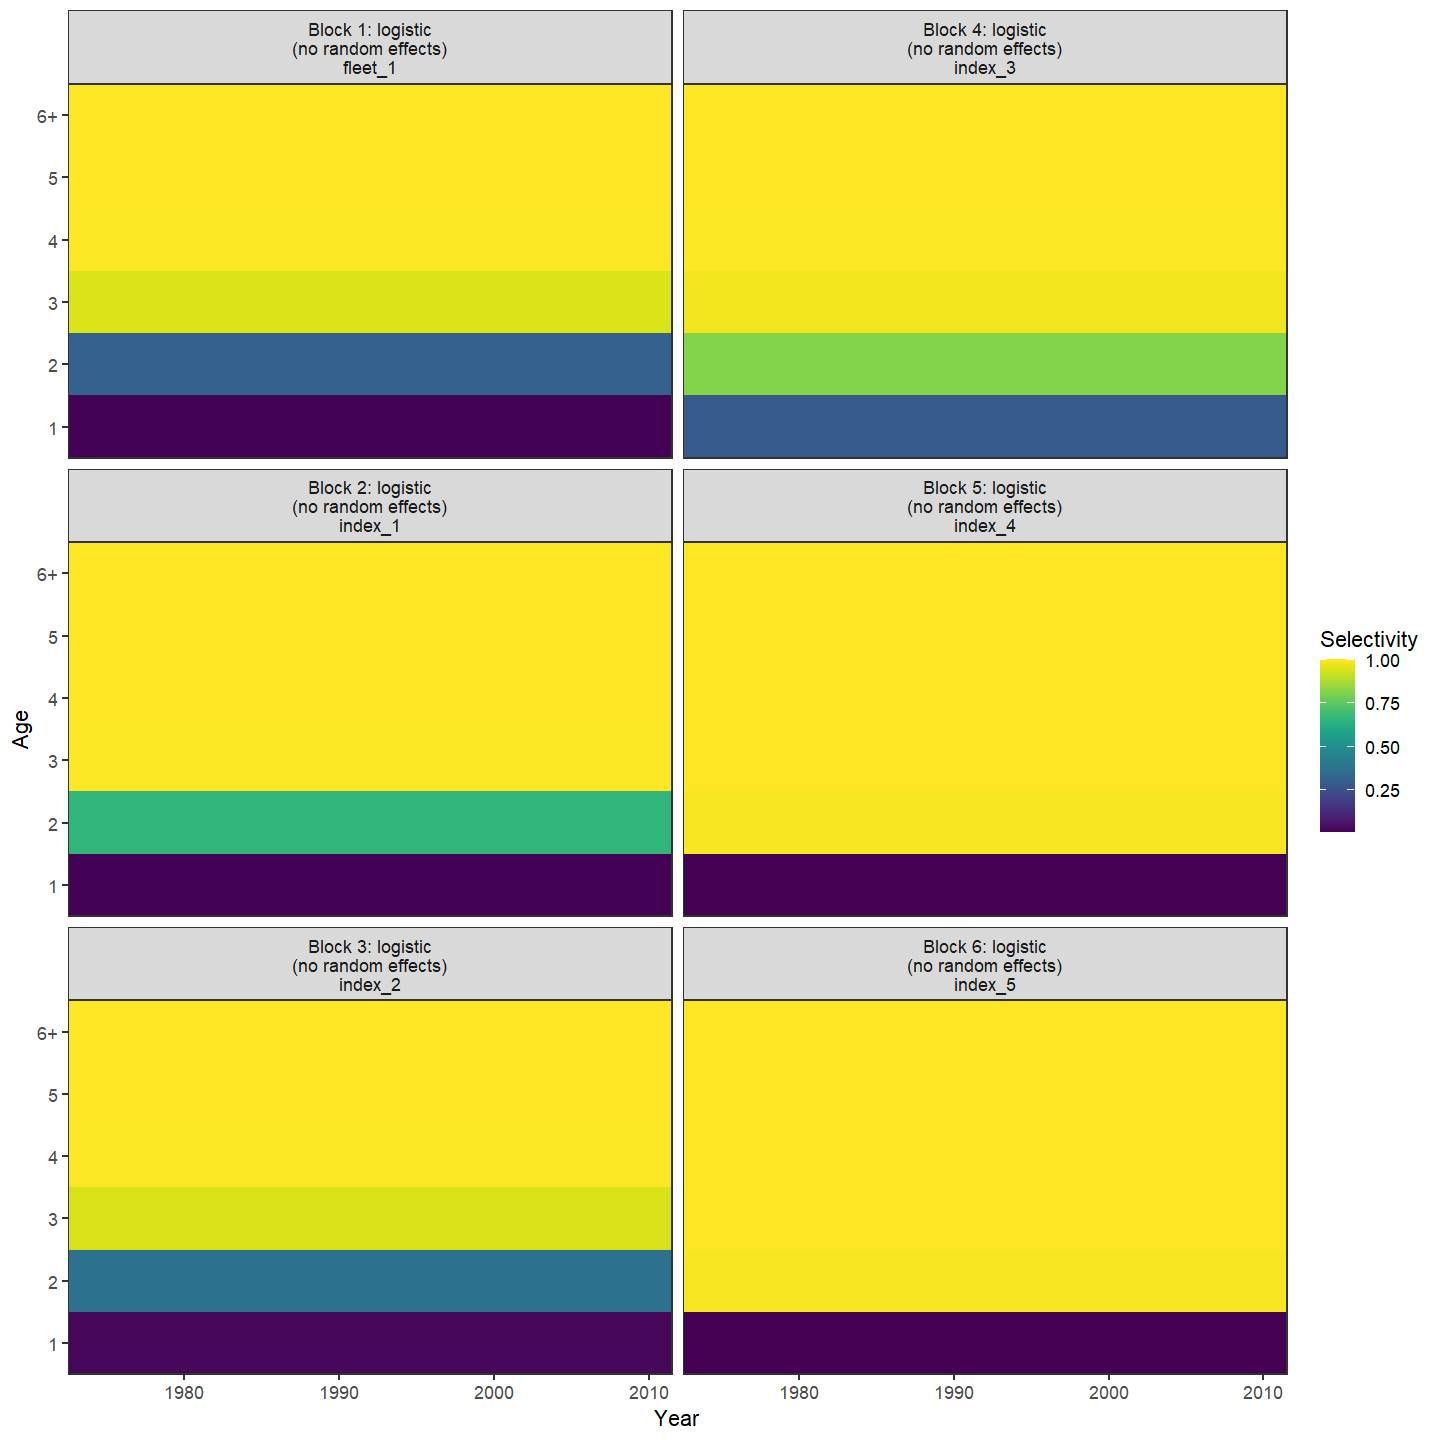 Block 1: logistic
(no random effects)
fleet_1
Block 4: logistic
(no random effects)
index_3
6+
5
4
3
2
1
Block 2: logistic
(no random effects)
index_1
Block 5: logistic
(no random effects)
index_4
6+
5
4
3
2
1
Age
Selectivity
1.00
0.75
0.50
0.25
Block 3: logistic
(no random effects)
index_2
Block 6: logistic
(no random effects)
index_5
6+
5
4
3
2
1
1980 1990 2000 2010 1980 1990 2000 2010
Year